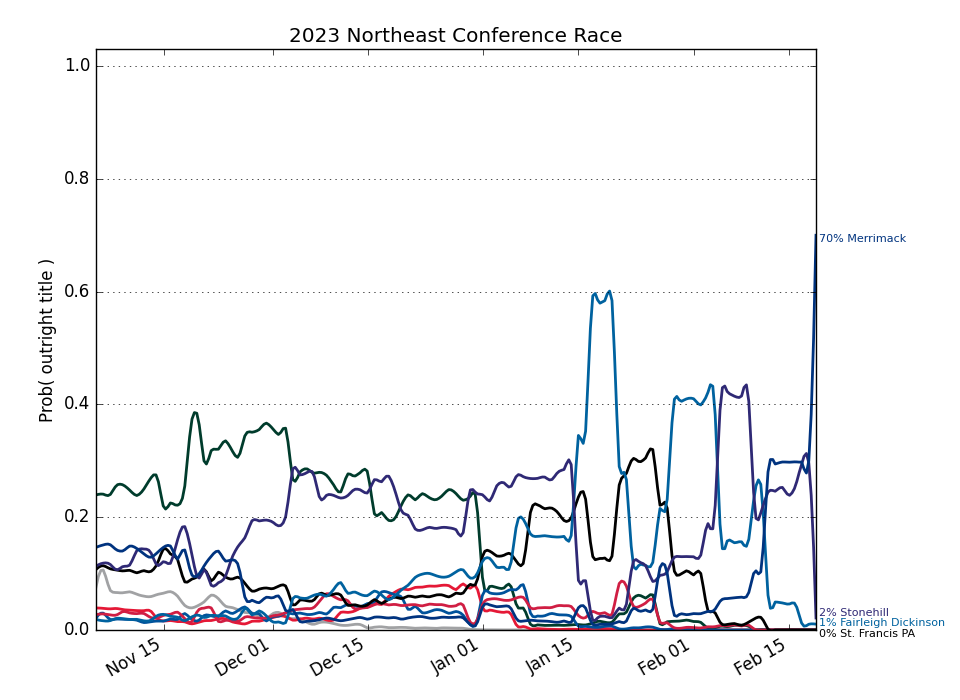 2023 Northeast Conference Race
Prob( outright title )
1.0
0.8
0.6
0.4
0.2
0.0
70% Merrimack
2% Stonehill
1% Fairleigh Dickinson
0% St. Francis PA
Nov 15
Dec 01
Dec 15
Jan 01
Jan 15
Feb 01
Feb 15